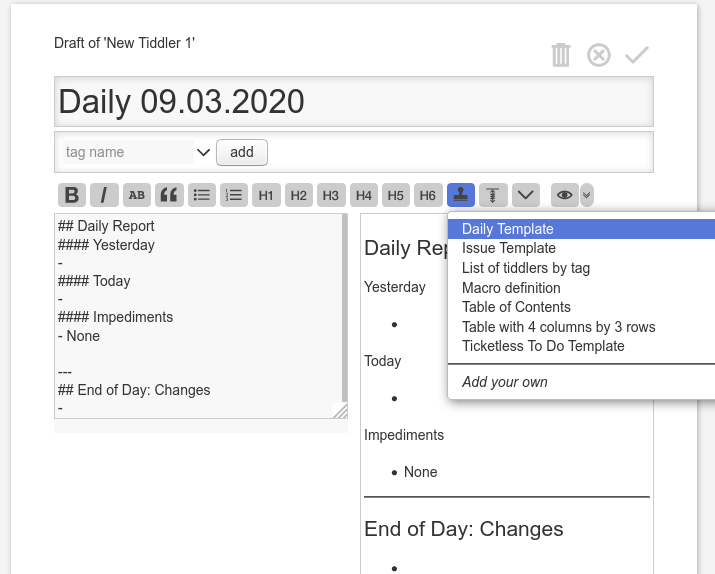 Draft of 'New Tiddler 1'
Daily 09.03.2020
tag name add
B I AB H1 H2 H3 H4 H5 H6
## Daily Report
#### Yesterday
-
#### Today
-
#### Impediments
- None
---
## End of Day: Changes
-
Daily Rep
Yesterday
•
Today
•
Impediments
• None
End of Day: Changes
•
Daily Template
Issue Template
List of tiddlers by tag
Macro definition
Table of Contents
Table with 4 columns by 3 rows
Ticketless To Do Template
Add your own